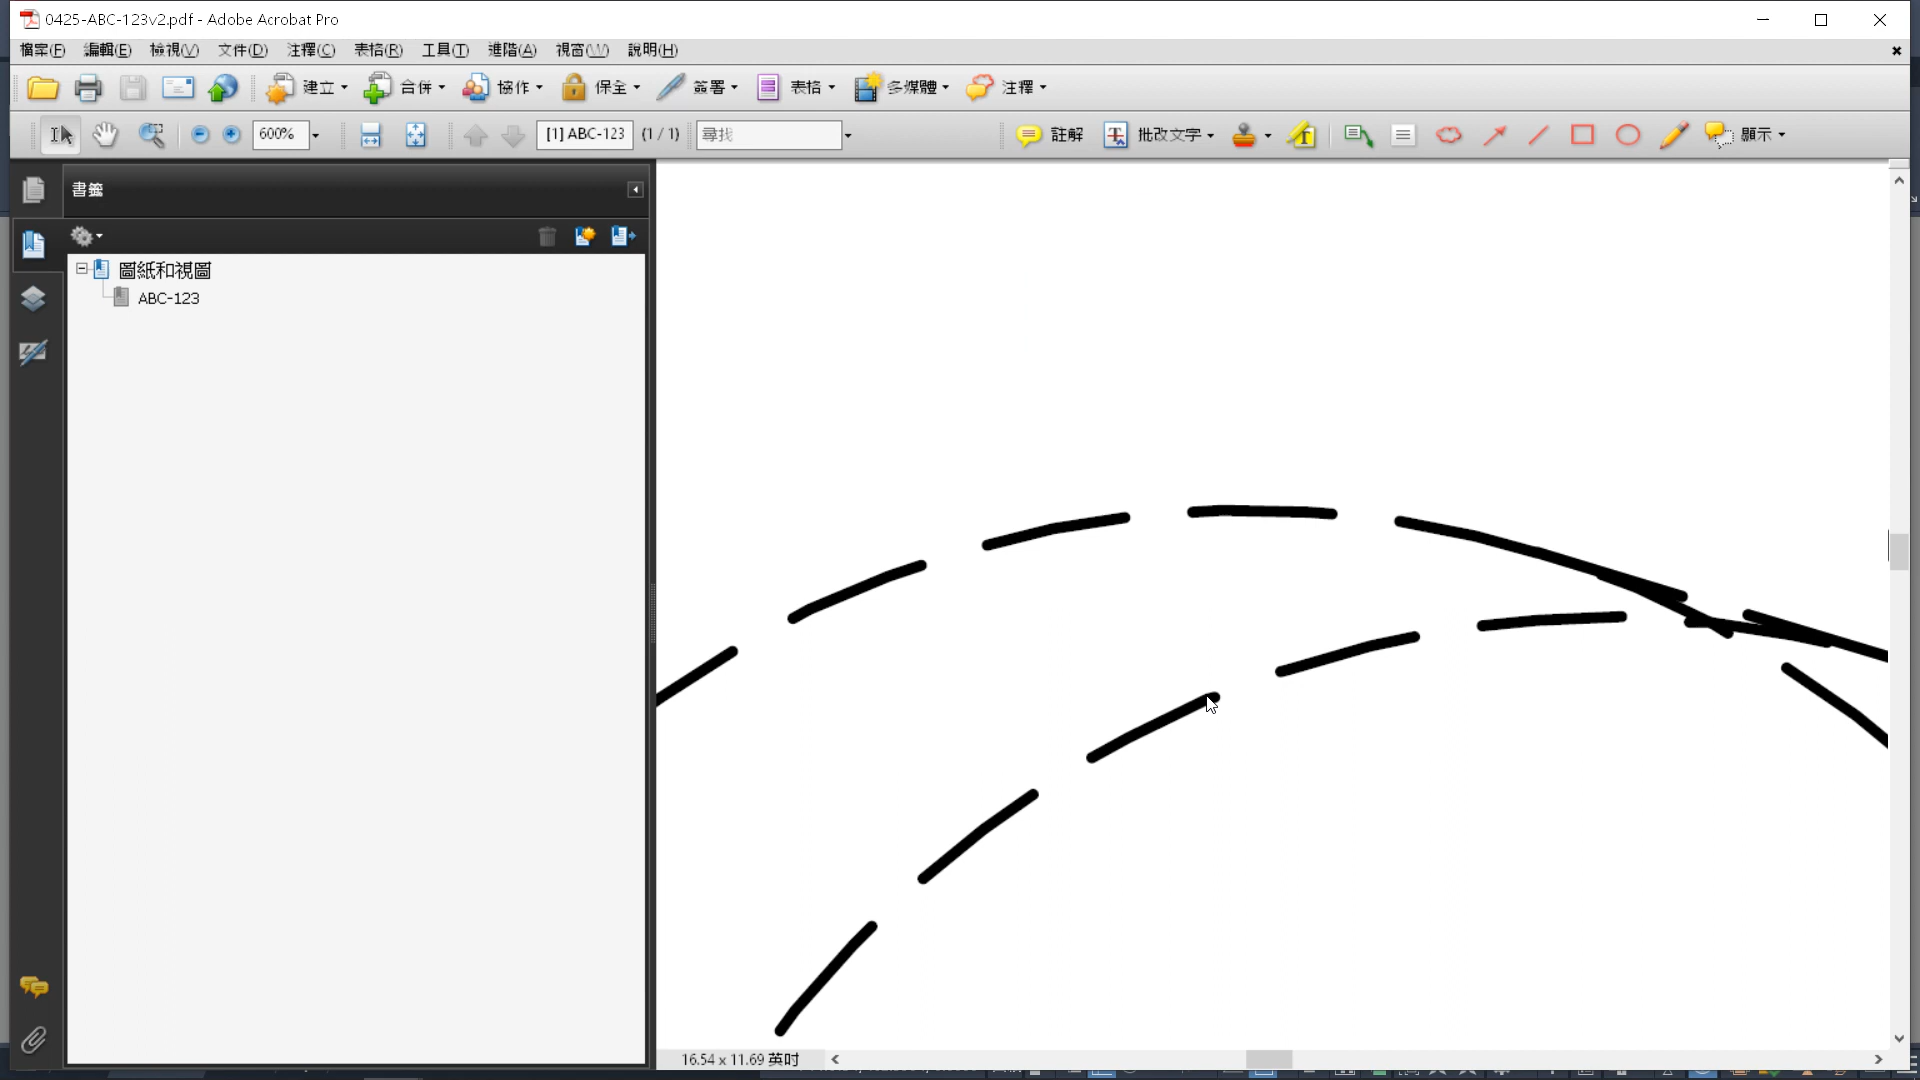 0425-ABC-123v2.pdf - Adobe Acrobat Pro
檔案(F) 編輯(E) 檢視(V) 文件(D) 注釋(C) 表格(R) 工具(T) 進階(A) 視窗(W) 說明(H)
建立 合併 協作 保全 簽署 表格 多媒體 注釋
600% [1] ABC-123 (1 / 1) 尋找 註解 批改文字 顯示
書籤
圖紙和視圖
ABC-123
16.54 x 11.69 英吋